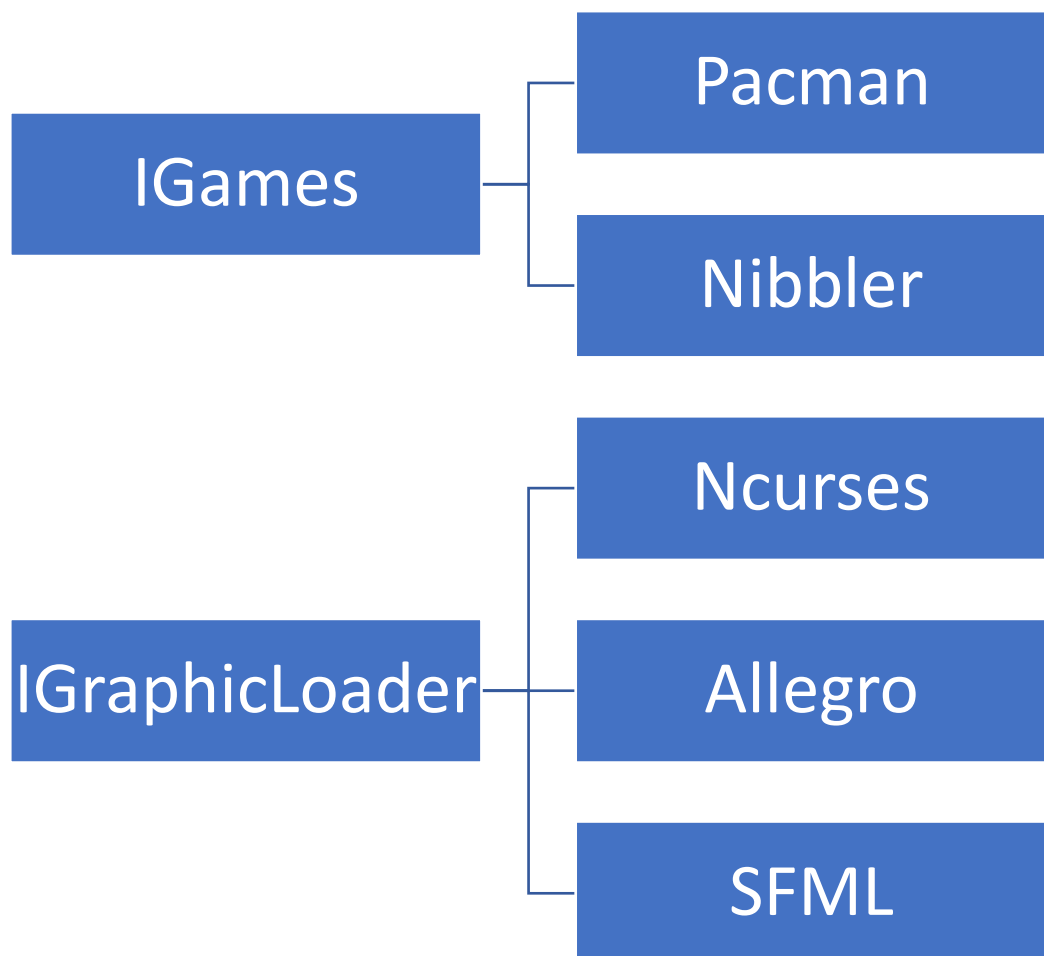 IGames
Pacman
Nibbler
IGraphicLoader
Ncurses
Allegro
SFML